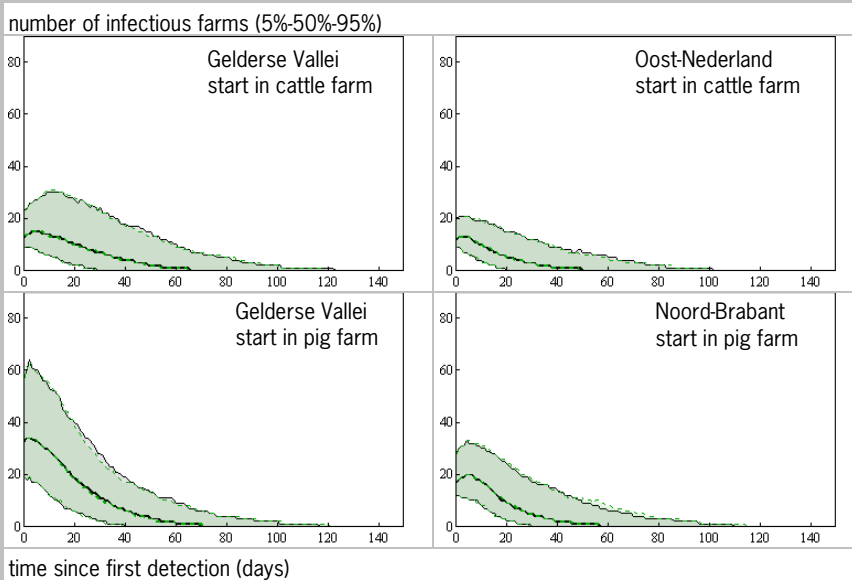 number of infectious farms (5%-50%-95%)
Gelderse Vallei
start in cattle farm
80
60
40
20
0
0 20 40 60 80 100 120 140
Oost-Nederland
start in cattle farm
80
60
40
20
0
0 20 40 60 80 100 120 140
Gelderse Vallei
start in pig farm
80
60
40
20
0
0 20 40 60 80 100 120 140
Noord-Brabant
start in pig farm
80
60
40
20
0
0 20 40 60 80 100 120 140
time since first detection (days)